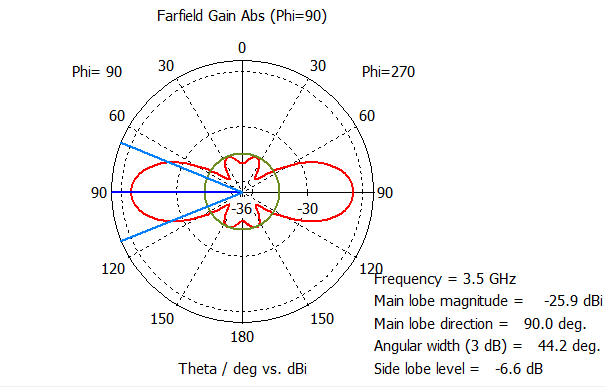 Farfield Gain Abs (Phi=90)
0
30 30
Phi= 90 Phi=270
60 60
90 -36 -30 90
120 120
150 150
180
Frequency = 3.5 GHz
Main lobe magnitude = -25.9 dBi
Main lobe direction = 90.0 deg.
Angular width (3 dB) = 44.2 deg.
Side lobe level = -6.6 dB
Theta / deg vs. dBi